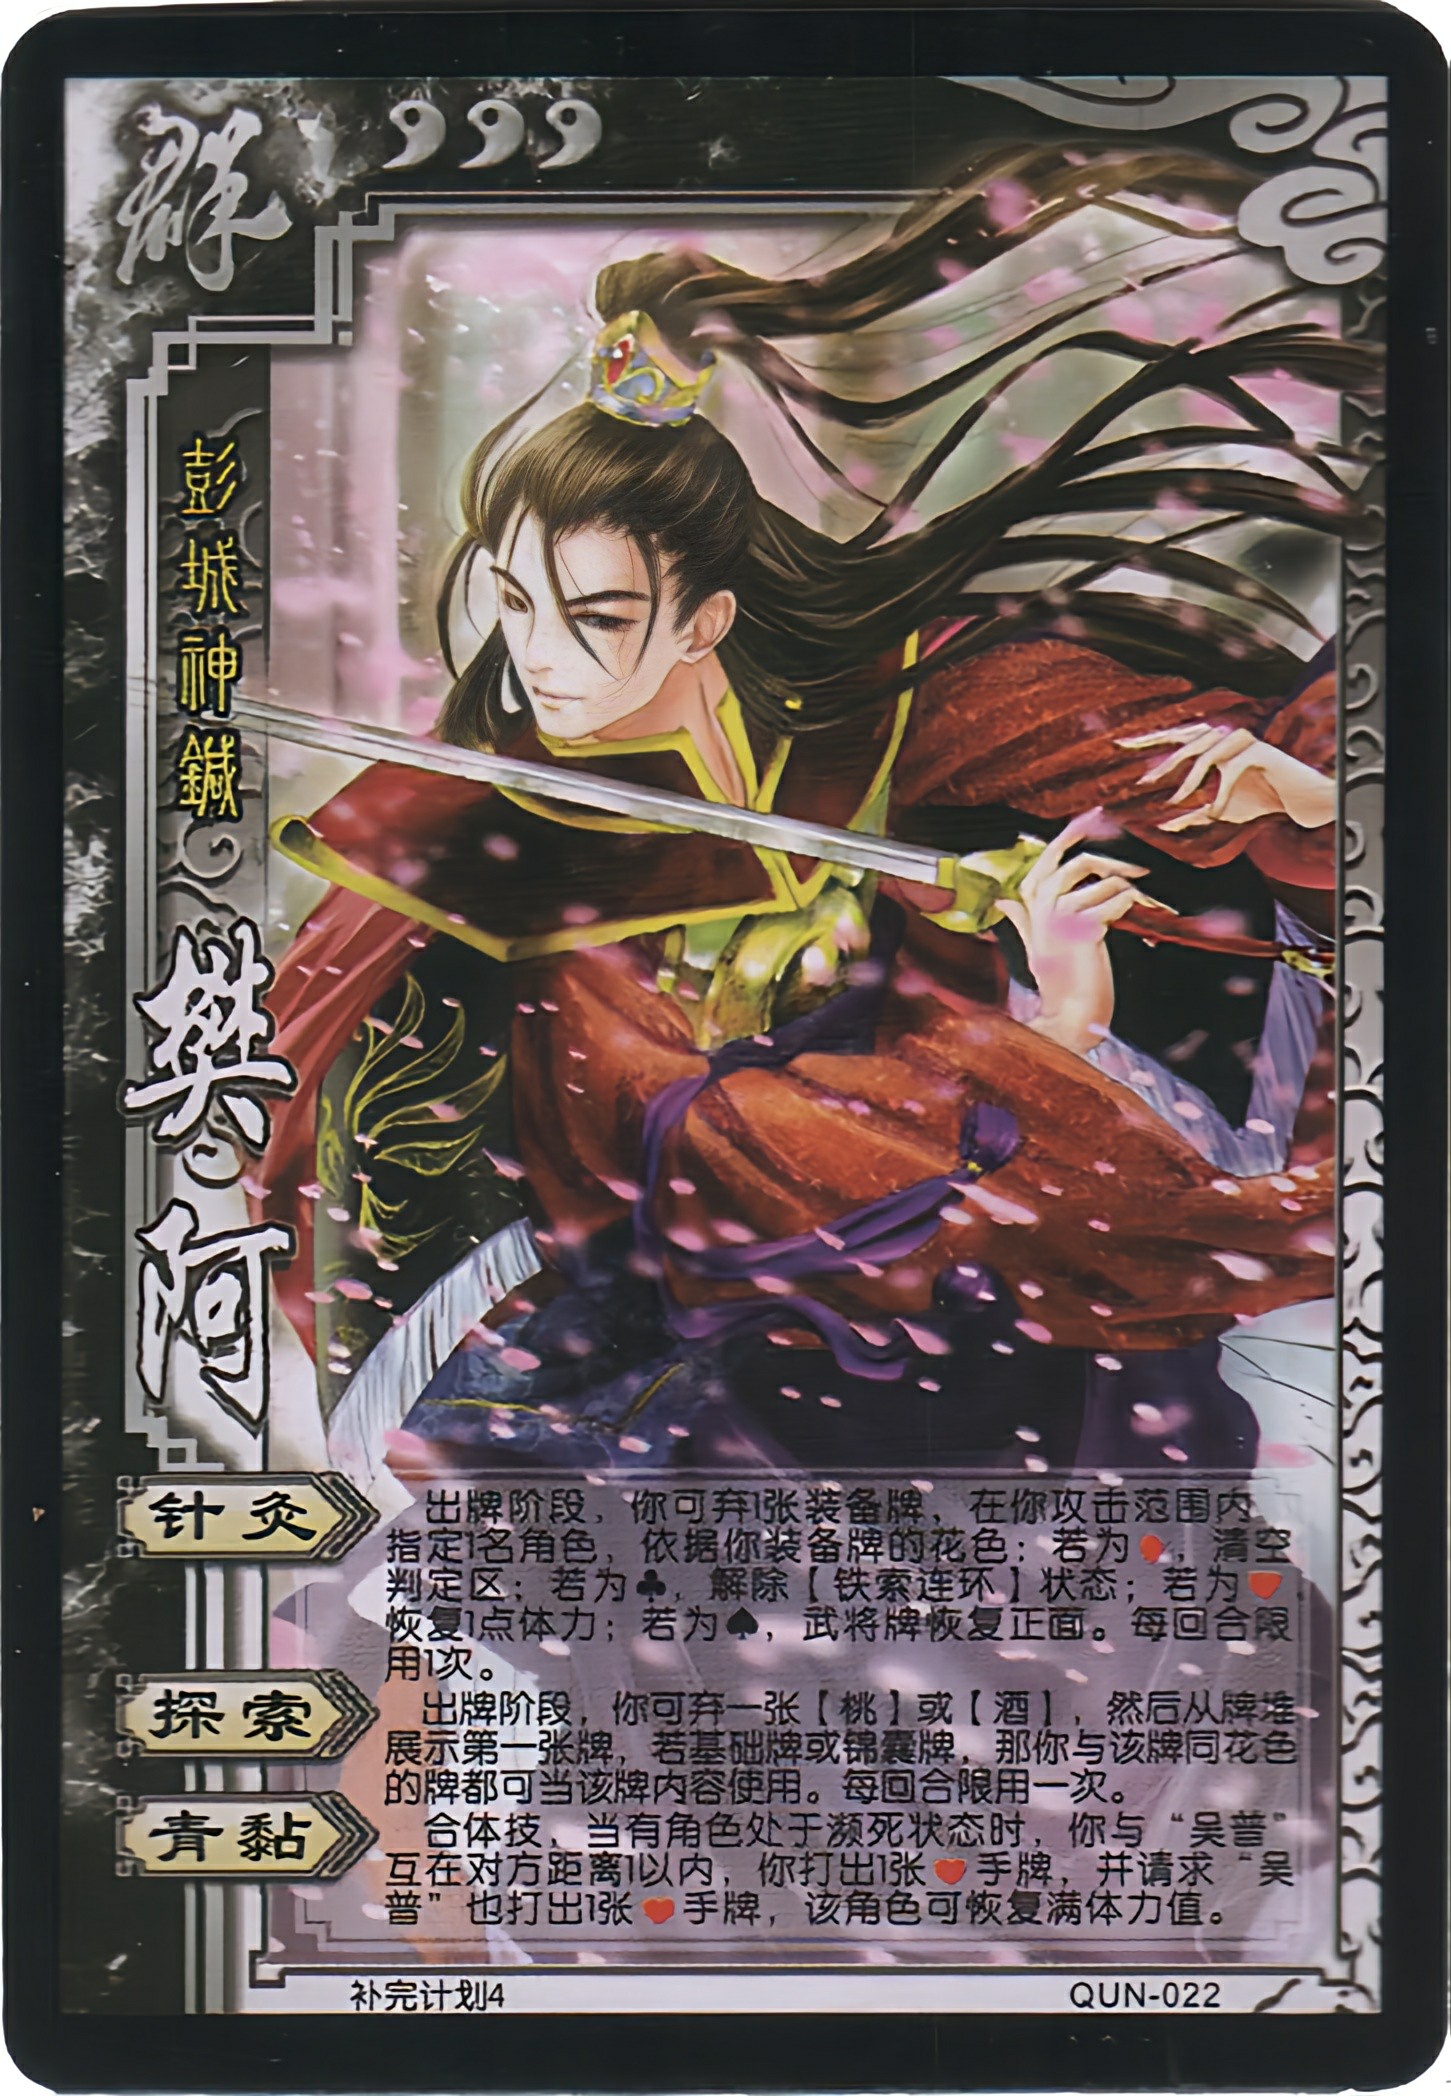 群
彭城神鍼
樊阿
针灸
出牌阶段，你可弃1张装备牌，在你攻击范围内
指定1名角色，依据你装备牌的花色：若为♦，清空
判定区；若为♣，解除【铁索连环】状态；若为♥
恢复1点体力；若为♠，武将牌恢复正面。每回合限
用1次。
探索
出牌阶段，你可弃一张【桃】或【酒】，然后从牌堆
展示第一张牌，若基础牌或锦囊牌，那你与该牌同花色
的牌都可当该牌内容使用。每回合限用一次。
青黏
合体技，当有角色处于濒死状态时，你与“吴普”
互在对方距离1以内，你打出1张♥手牌，并请求“吴
普”也打出1张♥手牌，该角色可恢复满体力值。
补完计划4
QUN-022